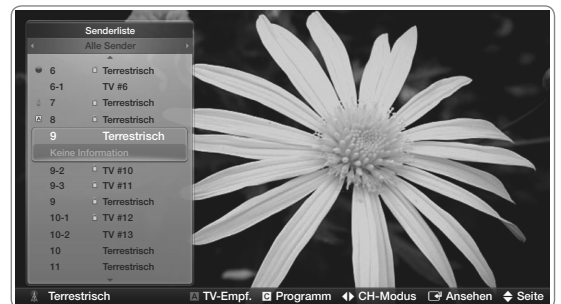 Senderliste
Alle Sender
6 Terrestrisch
6-1 TV #6
7 Terrestrisch
A 8 Terrestrisch
9 Terrestrisch
Keine Information
9-2 TV #10
9-3 TV #11
9 Terrestrisch
10-1 TV #12
10-2 TV #13
10 Terrestrisch
11 Terrestrisch
Terrestrisch A TV-Empf. C Programm CH-Modus Ansehen Seite